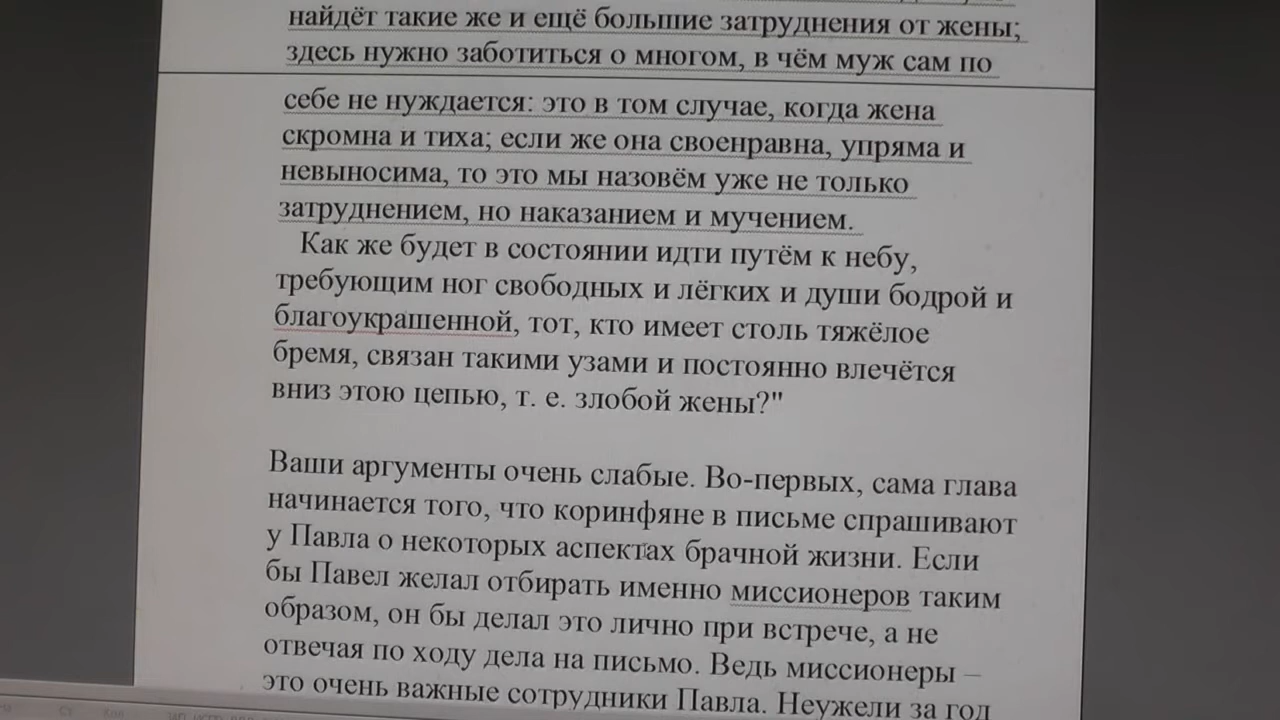 найдёт такие же и ещё большие затруднения от жены;
здесь нужно заботиться о многом, в чём муж сам по
себе не нуждается: это в том случае, когда жена
скромна и тиха; если же она своенравна, упряма и
невыносима, то это мы назовём уже не только
затруднением, но наказанием и мучением.
Как же будет в состоянии идти путём к небу,
требующим ног свободных и лёгких и души бодрой и
благоукрашенной, тот, кто имеет столь тяжёлое
бремя, связан такими узами и постоянно влечётся
вниз этою цепью, т. е. злобой жены?"
Ваши аргументы очень слабые. Во-первых, сама глава
начинается того, что коринфяне в письме спрашивают
у Павла о некоторых аспектах брачной жизни. Если
бы Павел желал отбирать именно миссионеров таким
образом, он бы делал это лично при встрече, а не
отвечая по ходу дела на письмо. Ведь миссионеры –
это очень важные сотрудники Павла. Неужели за год